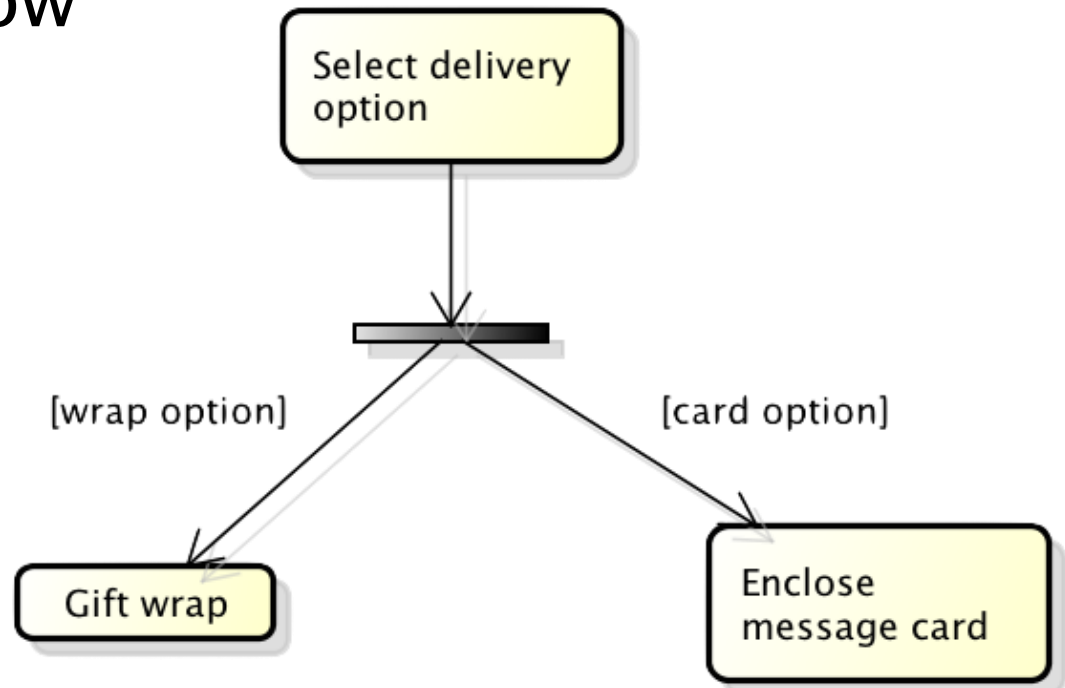 ow
Select delivery
option
[wrap option]
[card option]
Gift wrap
Enclose
message card